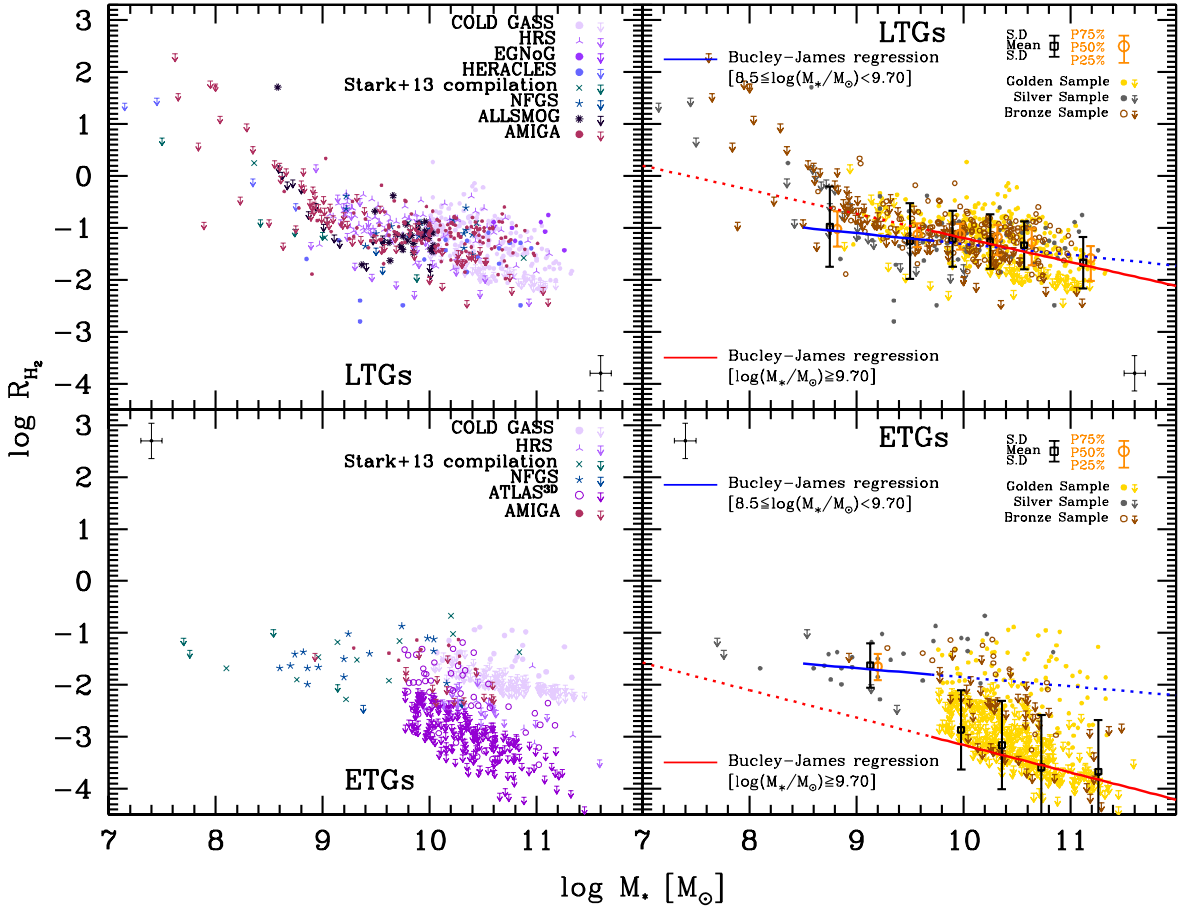 COLD GASS
HRS
EGNoG
HERACLES
Stark+13 compilation
NFGS
ALLSMOG
AMIGA
LTGs
3
2
1
0
−1
−2
−3
−4
LTGs
Bucley−James regression
[8.5≦log(M*/M⊙)<9.70]
S.D
Mean
S.D
P75%
P50%
P25%
Golden Sample
Silver Sample
Bronze Sample
Bucley−James regression
[log(M*/M⊙)≧9.70]
log R_H₂
COLD GASS
HRS
Stark+13 compilation
NFGS
ATLAS³ᴰ
AMIGA
ETGs
3
2
1
0
−1
−2
−3
−4
7
8
9
10
11
ETGs
Bucley−James regression
[8.5≦log(M*/M⊙)<9.70]
S.D
Mean
S.D
P75%
P50%
P25%
Golden Sample
Silver Sample
Bronze Sample
Bucley−James regression
[log(M*/M⊙)≧9.70]
7
8
9
10
11
log M* [M⊙]